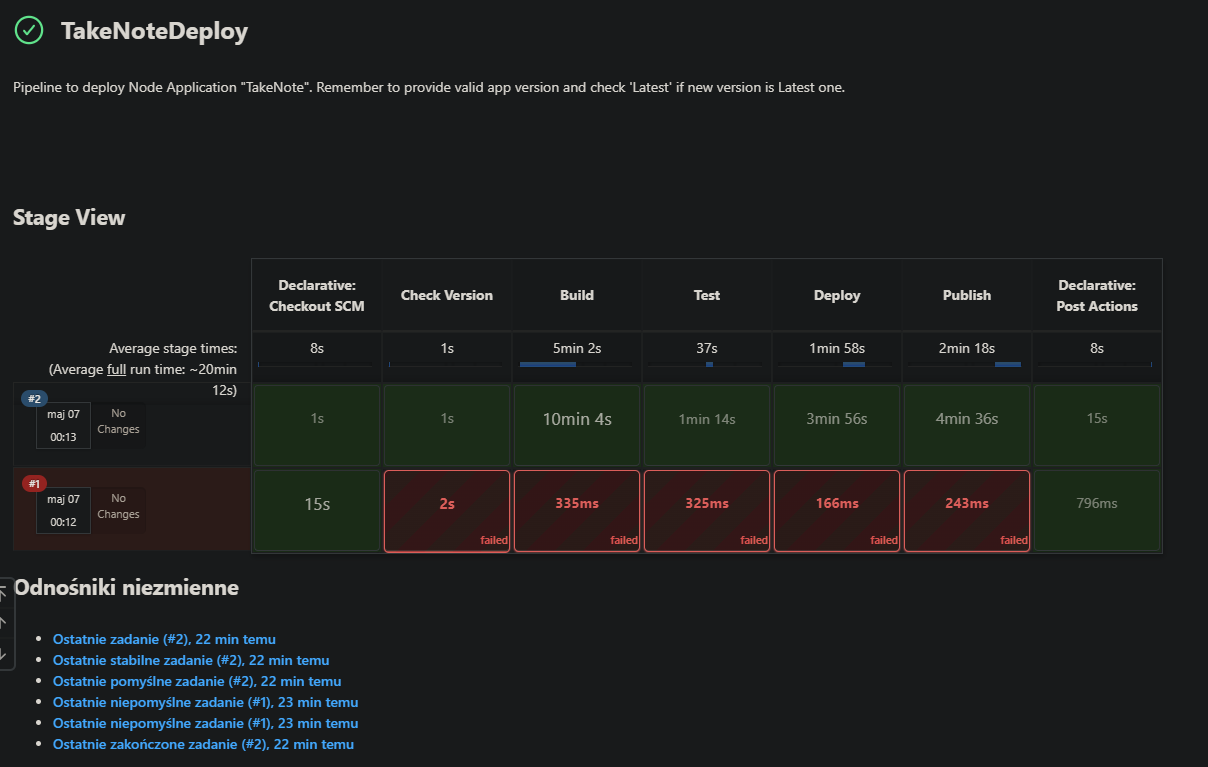 TakeNoteDeploy
Pipeline to deploy Node Application "TakeNote". Remember to provide valid app version and check 'Latest' if new version is Latest one.
Stage View
Declarative:
Checkout SCM
Check Version
Build
Test
Deploy
Publish
Declarative:
Post Actions
Average stage times:
(Average full run time: ~20min
12s)
8s
1s
5min 2s
37s
1min 58s
2min 18s
8s
#2
maj 07
00:13
No
Changes
1s
1s
10min 4s
1min 14s
3min 56s
4min 36s
15s
#1
maj 07
00:12
No
Changes
15s
2s
failed
335ms
failed
325ms
failed
166ms
failed
243ms
failed
796ms
Odnośniki niezmienne
Ostatnie zadanie (#2), 22 min temu
Ostatnie stabilne zadanie (#2), 22 min temu
Ostatnie pomyślne zadanie (#2), 22 min temu
Ostatnie niepomyślne zadanie (#1), 23 min temu
Ostatnie niepomyślne zadanie (#1), 23 min temu
Ostatnie zakończone zadanie (#2), 22 min temu